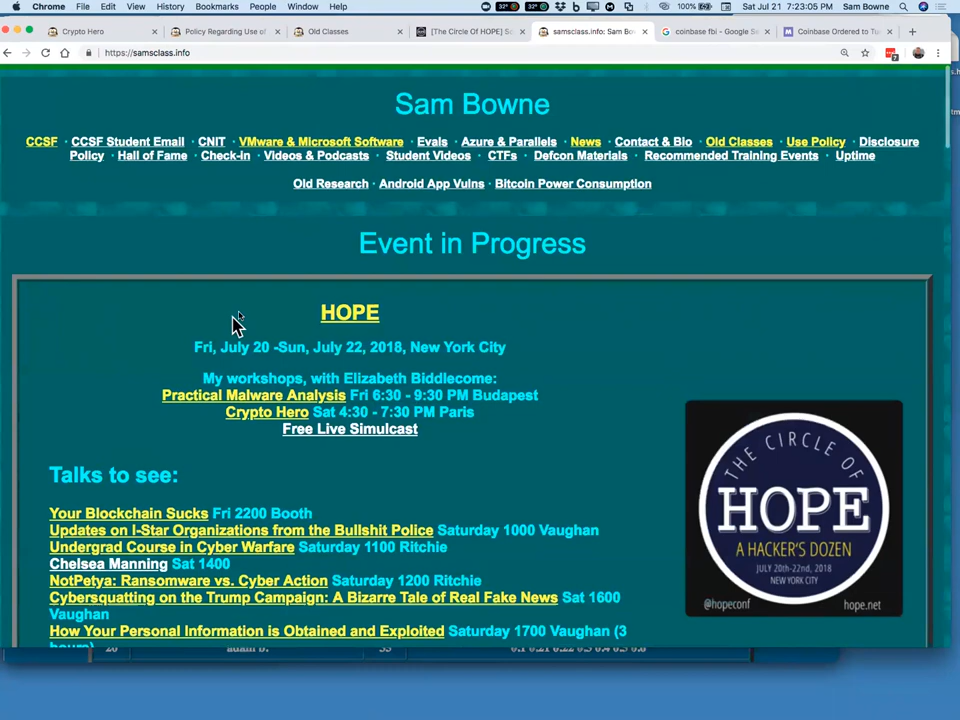 Chrome File Edit View History Bookmarks People Window Help 32° 32° 100% Sat Jul 21 7:23:05 PM Sam Bowne
Crypto Hero Policy Regarding Use of Old Classes [The Circle Of HOPE] Sc samsclass.info: Sam Bow coinbase fbi - Google Se Coinbase Ordered to Tu
https://samsclass.info
Sam Bowne
CCSF · CCSF Student Email · CNIT · VMware & Microsoft Software · Evals · Azure & Parallels · News · Contact & Bio · Old Classes · Use Policy · Disclosure
Policy · Hall of Fame · Check-in · Videos & Podcasts · Student Videos · CTFs · Defcon Materials · Recommended Training Events · Uptime
Old Research · Android App Vulns · Bitcoin Power Consumption
Event in Progress
HOPE
Fri, July 20 -Sun, July 22, 2018, New York City
My workshops, with Elizabeth Biddlecome:
Practical Malware Analysis Fri 6:30 - 9:30 PM Budapest
Crypto Hero Sat 4:30 - 7:30 PM Paris
Free Live Simulcast
Talks to see:
Your Blockchain Sucks Fri 2200 Booth
Updates on I-Star Organizations from the Bullshit Police Saturday 1000 Vaughan
Undergrad Course in Cyber Warfare Saturday 1100 Ritchie
Chelsea Manning Sat 1400
NotPetya: Ransomware vs. Cyber Action Saturday 1200 Ritchie
Cybersquatting on the Trump Campaign: A Bizarre Tale of Real Fake News Sat 1600
Vaughan
How Your Personal Information is Obtained and Exploited Saturday 1700 Vaughan (3
hours)
THE CIRCLE OF
HOPE
A HACKER'S DOZEN
JULY 20th-22nd, 2018
NEW YORK CITY
@hopeconf
hope.net